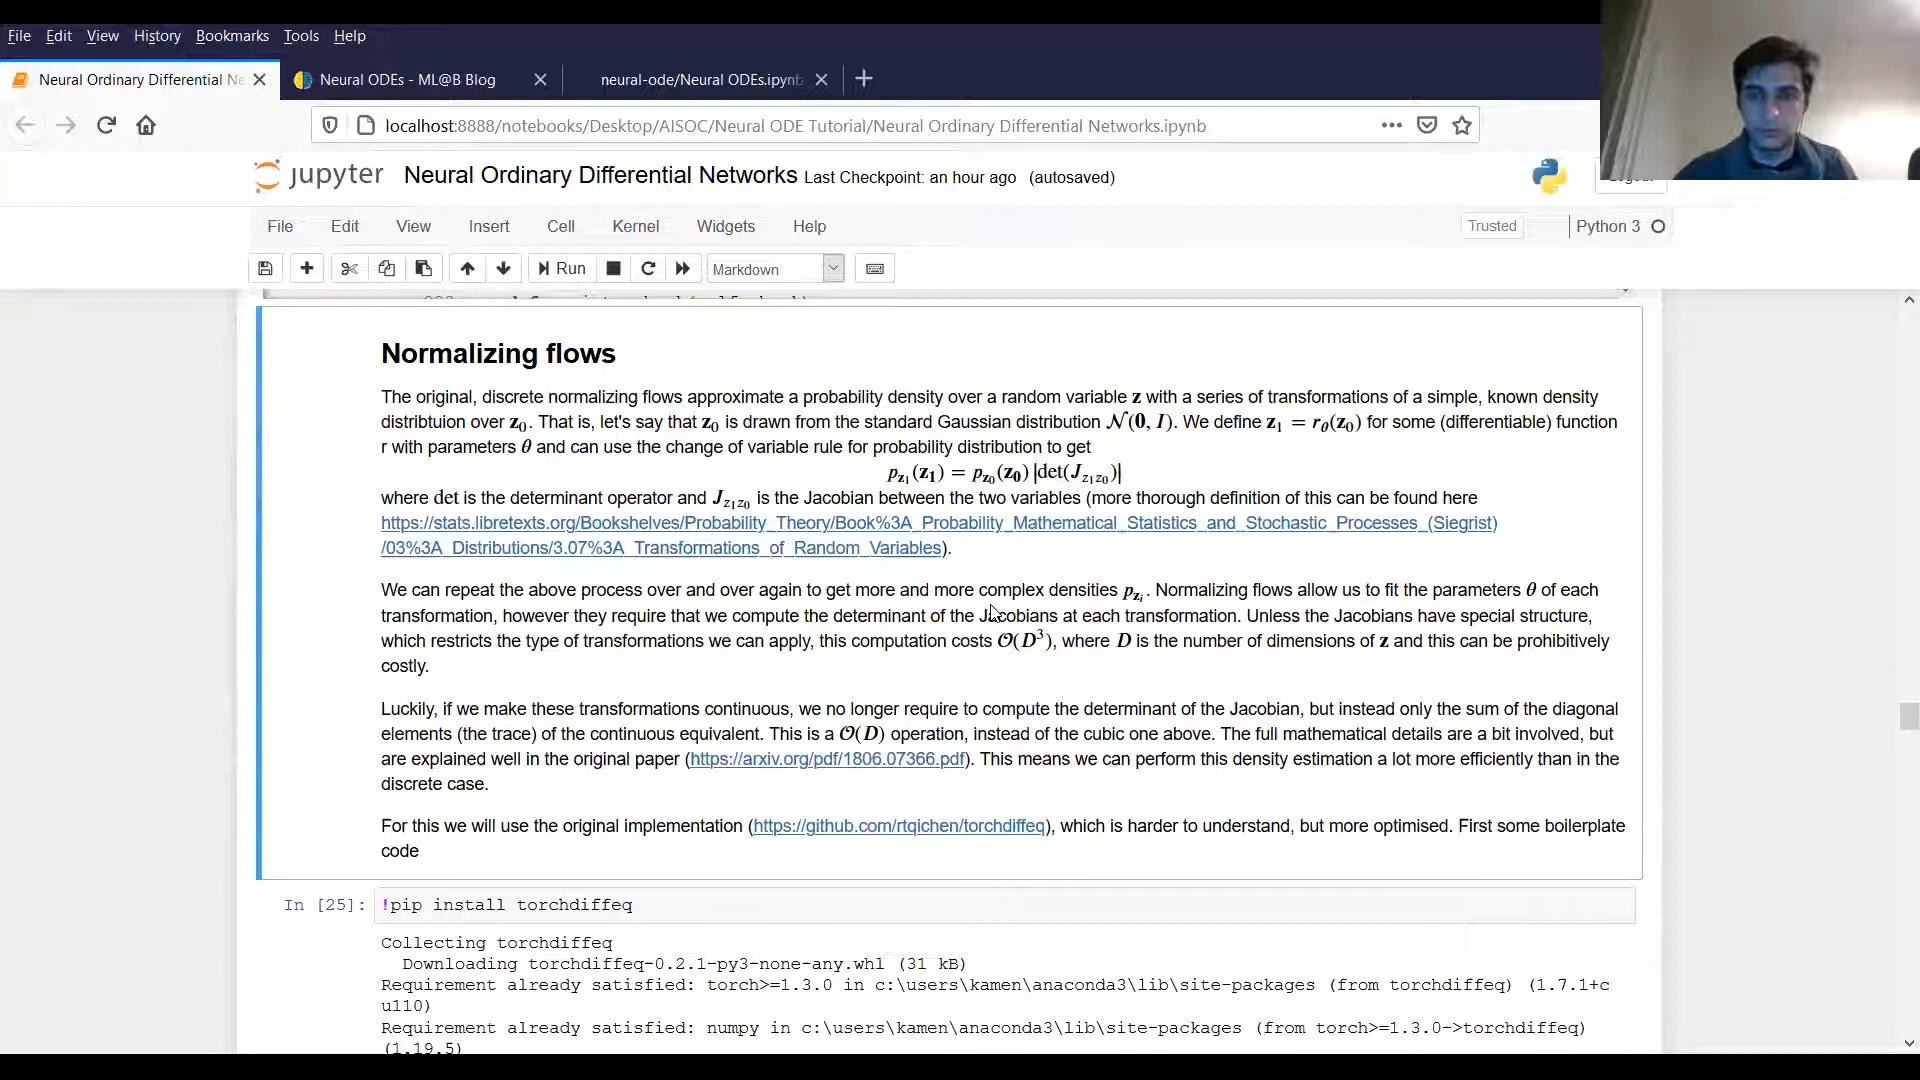 File Edit View History Bookmarks Tools Help
Neural Ordinary Differential Ne
Neural ODEs - ML@B Blog
neural-ode/Neural ODEs.ipynb
localhost:8888/notebooks/Desktop/AISOC/Neural ODE Tutorial/Neural Ordinary Differential Networks.ipynb
jupyter Neural Ordinary Differential Networks Last Checkpoint: an hour ago (autosaved)
File Edit View Insert Cell Kernel Widgets Help Trusted Python 3
Run Markdown
Normalizing flows
The original, discrete normalizing flows approximate a probability density over a random variable z with a series of transformations of a simple, known density
distribtuion over z₀. That is, let's say that z₀ is drawn from the standard Gaussian distribution 𝒩(0, I). We define z₁ = r_θ(z₀) for some (differentiable) function
r with parameters θ and can use the change of variable rule for probability distribution to get
p_z₁(z₁) = p_z₀(z₀) |det(J_z₁z₀)|
where det is the determinant operator and J_z₁z₀ is the Jacobian between the two variables (more thorough definition of this can be found here
https://stats.libretexts.org/Bookshelves/Probability_Theory/Book%3A_Probability_Mathematical_Statistics_and_Stochastic_Processes_(Siegrist)
/03%3A_Distributions/3.07%3A_Transformations_of_Random_Variables).
We can repeat the above process over and over again to get more and more complex densities p_zᵢ. Normalizing flows allow us to fit the parameters θ of each
transformation, however they require that we compute the determinant of the Jacobians at each transformation. Unless the Jacobians have special structure,
which restricts the type of transformations we can apply, this computation costs 𝒪(D³), where D is the number of dimensions of z and this can be prohibitively
costly.
Luckily, if we make these transformations continuous, we no longer require to compute the determinant of the Jacobian, but instead only the sum of the diagonal
elements (the trace) of the continuous equivalent. This is a 𝒪(D) operation, instead of the cubic one above. The full mathematical details are a bit involved, but
are explained well in the original paper (https://arxiv.org/pdf/1806.07366.pdf). This means we can perform this density estimation a lot more efficiently than in the
discrete case.
For this we will use the original implementation (https://github.com/rtqichen/torchdiffeq), which is harder to understand, but more optimised. First some boilerplate
code
In [25]: !pip install torchdiffeq
Collecting torchdiffeq
Downloading torchdiffeq-0.2.1-py3-none-any.whl (31 kB)
Requirement already satisfied: torch>=1.3.0 in c:\users\kamen\anaconda3\lib\site-packages (from torchdiffeq) (1.7.1+c
u110)
Requirement already satisfied: numpy in c:\users\kamen\anaconda3\lib\site-packages (from torch>=1.3.0->torchdiffeq)
(1.19.5)